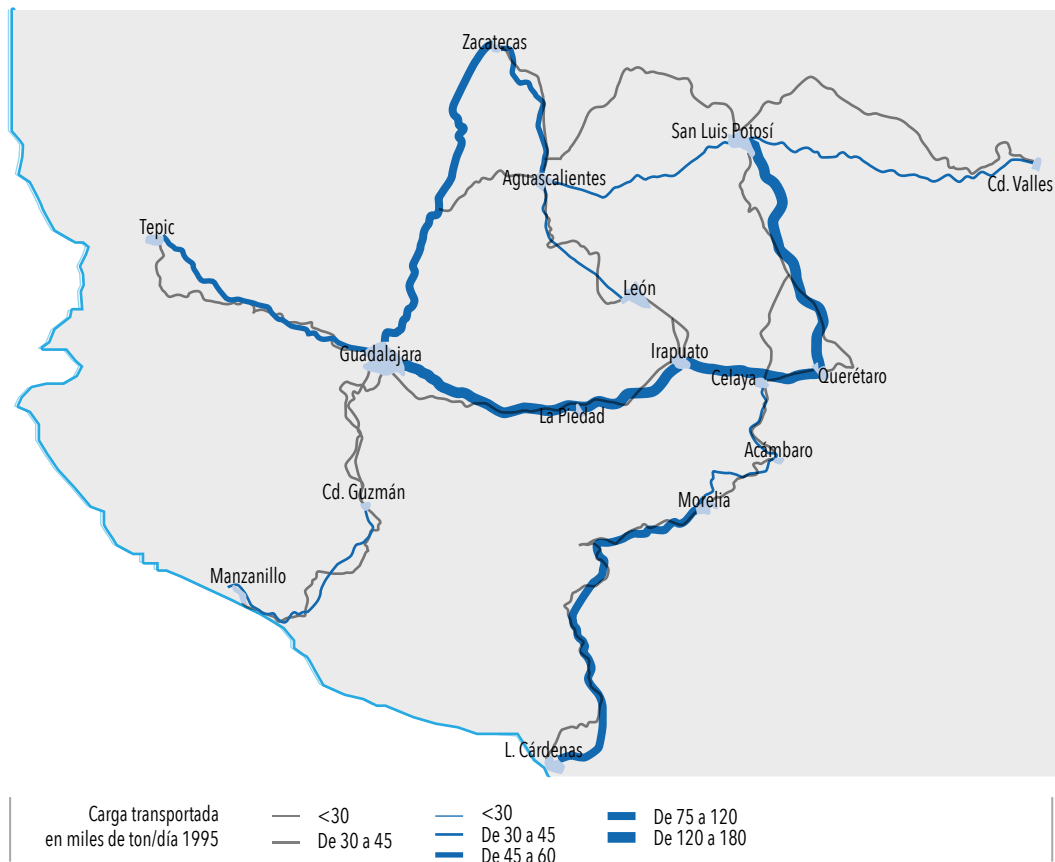 Zacatecas
San Luis Potosí
Aguascalientes
Cd. Valles
Tepic
León
Guadalajara
Irapuato
Celaya
Querétaro
La Piedad
Acámbaro
Cd. Guzmán
Morelia
Manzanillo
L. Cárdenas
Carga transportada
en miles de ton/día 1995
<30
De 30 a 45
<30
De 30 a 45
De 45 a 60
De 75 a 120
De 120 a 180